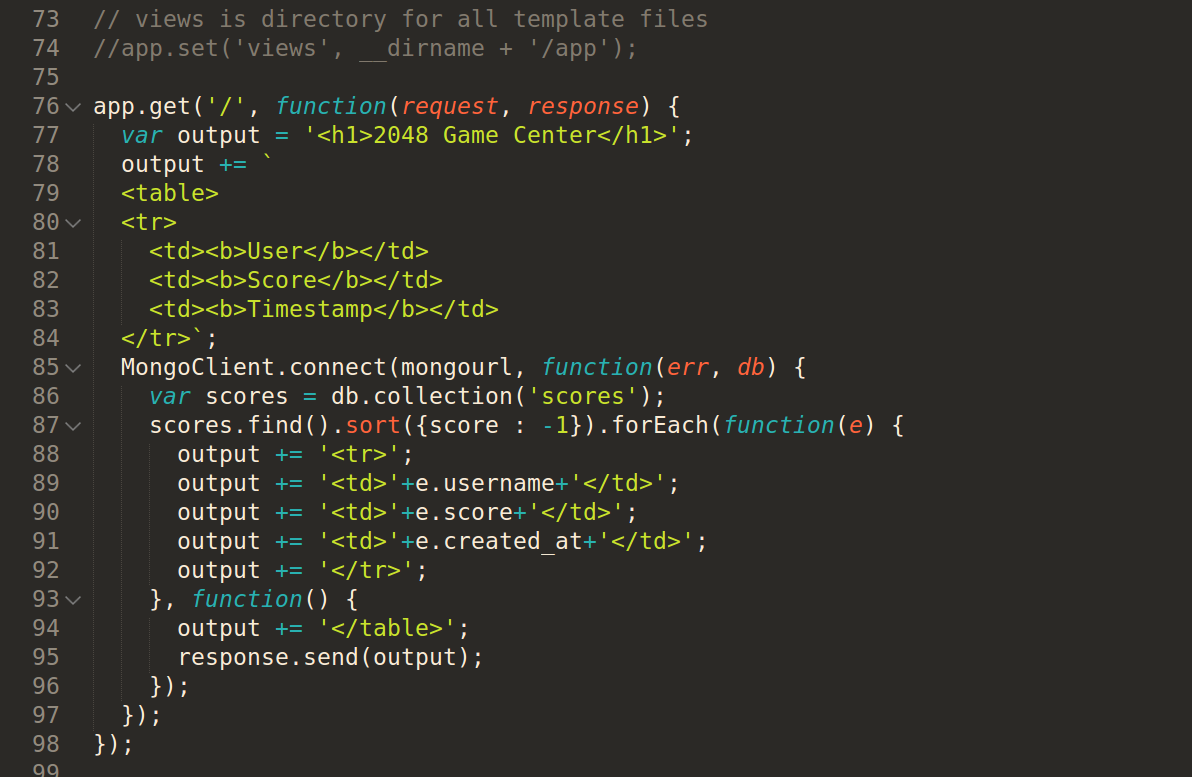 73 // views is directory for all template files
74 //app.set('views', __dirname + '/app');
75
76 app.get('/', function(request, response) {
77   var output = '<h1>2048 Game Center</h1>';
78   output += `
79   <table>
80   <tr>
81     <td><b>User</b></td>
82     <td><b>Score</b></td>
83     <td><b>Timestamp</b></td>
84   </tr>`;
85   MongoClient.connect(mongourl, function(err, db) {
86     var scores = db.collection('scores');
87     scores.find().sort({score : -1}).forEach(function(e) {
88       output += '<tr>';
89       output += '<td>'+e.username+'</td>';
90       output += '<td>'+e.score+'</td>';
91       output += '<td>'+e.created_at+'</td>';
92       output += '</tr>';
93     }, function() {
94       output += '</table>';
95       response.send(output);
96     });
97   });
98 });
99